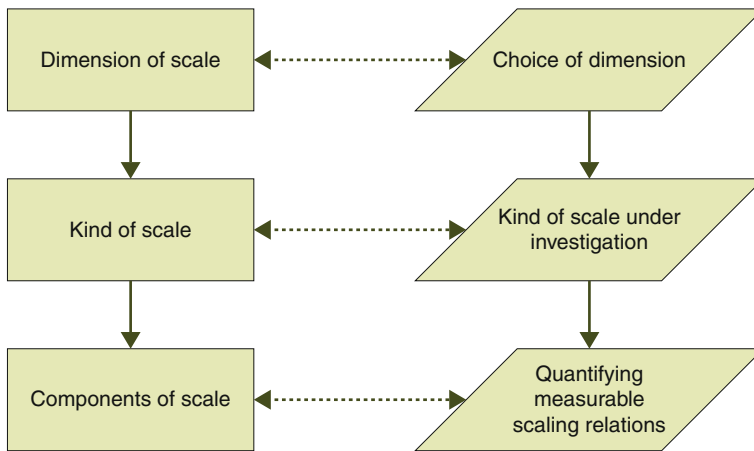 Dimension of scale
Choice of dimension
Kind of scale
Kind of scale under
investigation
Components of scale
Quantifying
measurable
scaling relations